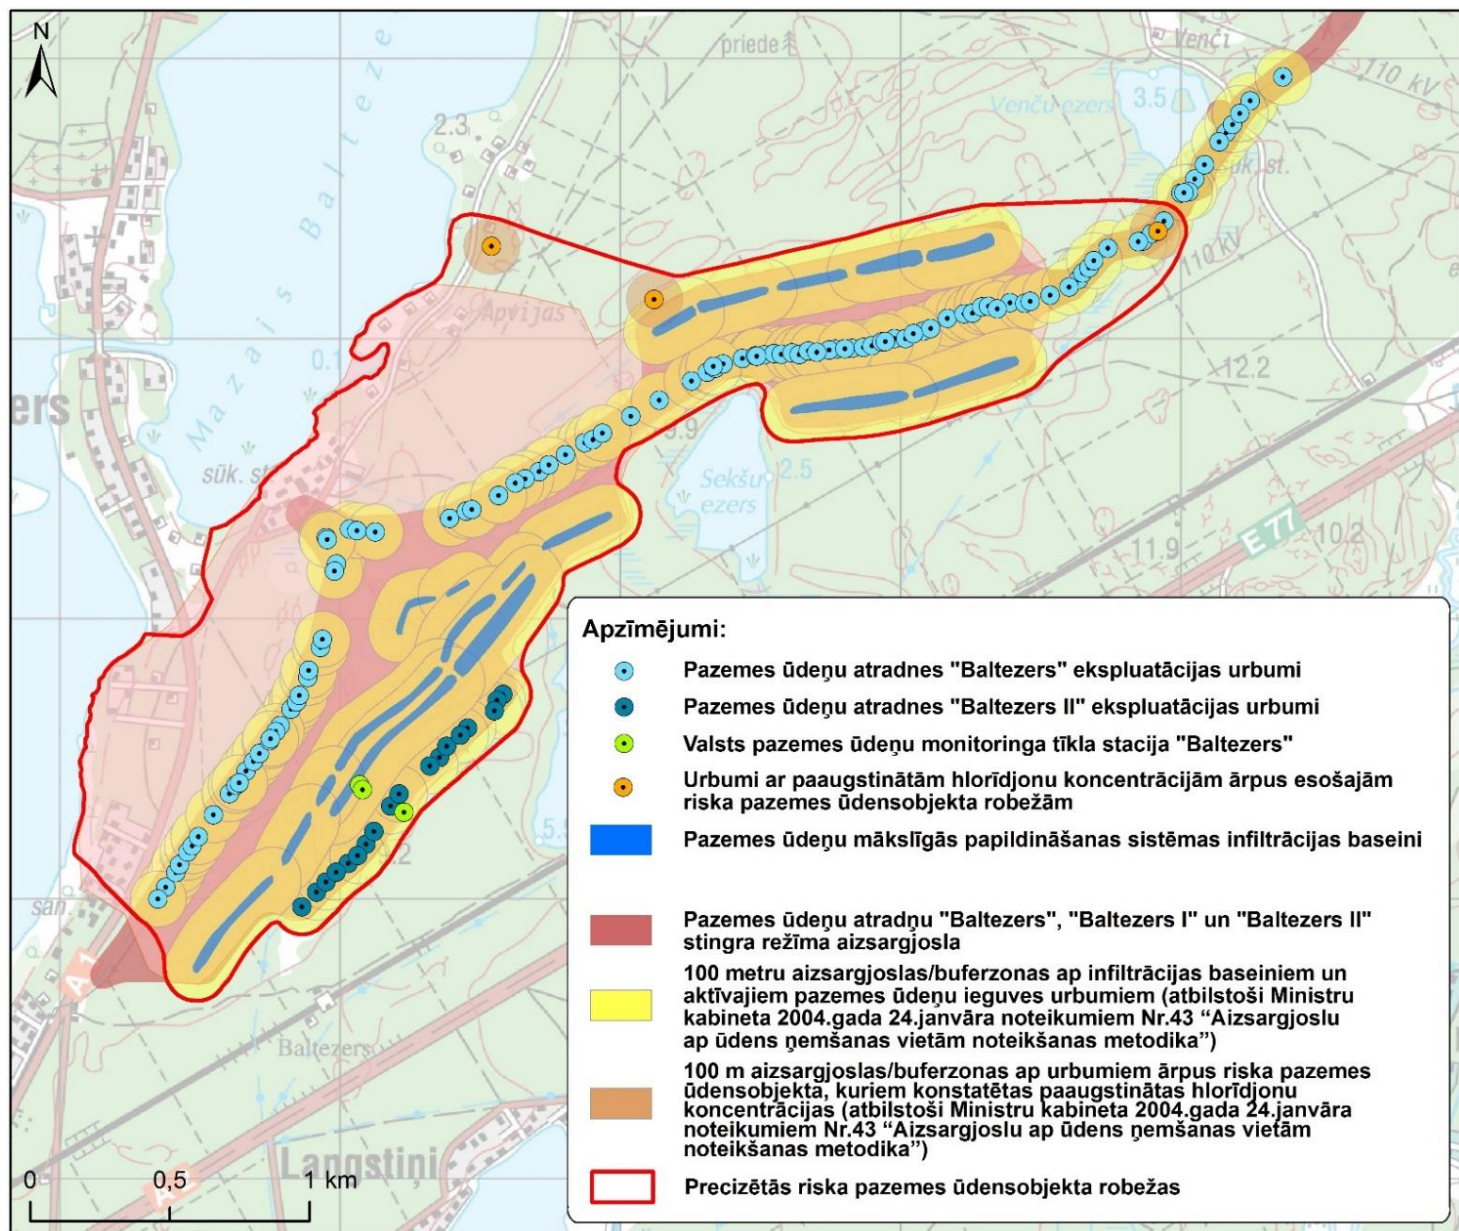 N
priede
Venči
110 kV
Venču ezers
3.5
2.3
sūk. st.
Mazais Baltezers
110 kV
Apvijas
0.1
12.2
ers
9.9
sūk. st.
Sekšu
ezers
2.5
E 77
10.2
11.9
5.5
9.2
san.
A 1
Baltezers
Langstiņi
0 0,5 1 km
Apzīmējumi:
Pazemes ūdeņu atradnes "Baltezers" ekspluatācijas urbumi
Pazemes ūdeņu atradnes "Baltezers II" ekspluatācijas urbumi
Valsts pazemes ūdeņu monitoringa tīkla stacija "Baltezers"
Urbumi ar paaugstinātām hlorīdjonu koncentrācijām ārpus esošajām
riska pazemes ūdensobjekta robežām
Pazemes ūdeņu mākslīgās papildināšanas sistēmas infiltrācijas baseini
Pazemes ūdeņu atradņu "Baltezers", "Baltezers I" un "Baltezers II"
stingra režīma aizsargjosla
100 metru aizsargjoslas/buferzonas ap infiltrācijas baseiniem un
aktīvajiem pazemes ūdeņu ieguves urbumiem (atbilstoši Ministru
kabineta 2004.gada 24.janvāra noteikumiem Nr.43 “Aizsargjoslu
ap ūdens ņemšanas vietām noteikšanas metodika”)
100 m aizsargjoslas/buferzonas ap urbumiem ārpus riska pazemes
ūdensobjekta, kuriem konstatētas paaugstinātas hlorīdjonu
koncentrācijas (atbilstoši Ministru kabineta 2004.gada 24.janvāra
noteikumiem Nr.43 “Aizsargjoslu ap ūdens ņemšanas vietām
noteikšanas metodika”)
Precizētās riska pazemes ūdensobjekta robežas